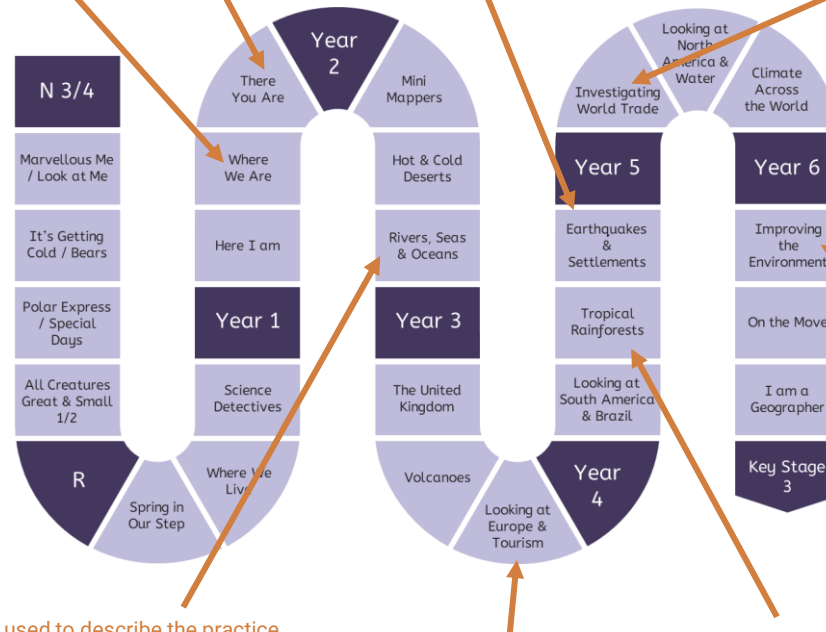 N 3/4
Marvellous Me
/ Look at Me
It's Getting
Cold / Bears
Polar Express
/ Special
Days
All Creatures
Great & Small
1/2
R
Spring in
Our Step
Where We
Live
Science
Detectives
Year 1
Here I am
Where
We Are
There
You Are
Year
2
Mini
Mappers
Hot & Cold
Deserts
Rivers, Seas
& Oceans
Year 3
The United
Kingdom
Volcanoes
Looking at
Europe &
Tourism
Year
4
Looking at
South America
& Brazil
Tropical
Rainforests
Earthquakes
&
Settlements
Year 5
Investigating
World Trade
Looking at
North
America &
Water
Climate
Across
the World
Year 6
Improving
the
Environment
On the Move
I am a
Geographer
Key Stage
3
used to describe the practice